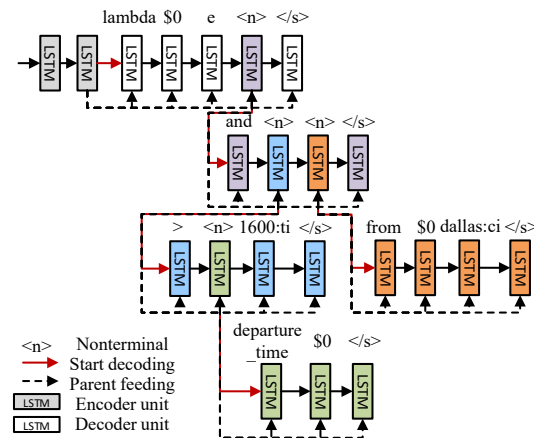 lambda $0 e <n> </s>
LSTM LSTM LSTM LSTM LSTM LSTM LSTM
and <n> <n> </s>
LSTM LSTM LSTM LSTM
> <n> 1600:ti </s>
from $0 dallas:ci </s>
LSTM LSTM LSTM LSTM
LSTM LSTM LSTM LSTM
departure
_time $0 </s>
LSTM LSTM LSTM
<n> Nonterminal
Start decoding
Parent feeding
LSTM Encoder unit
LSTM Decoder unit